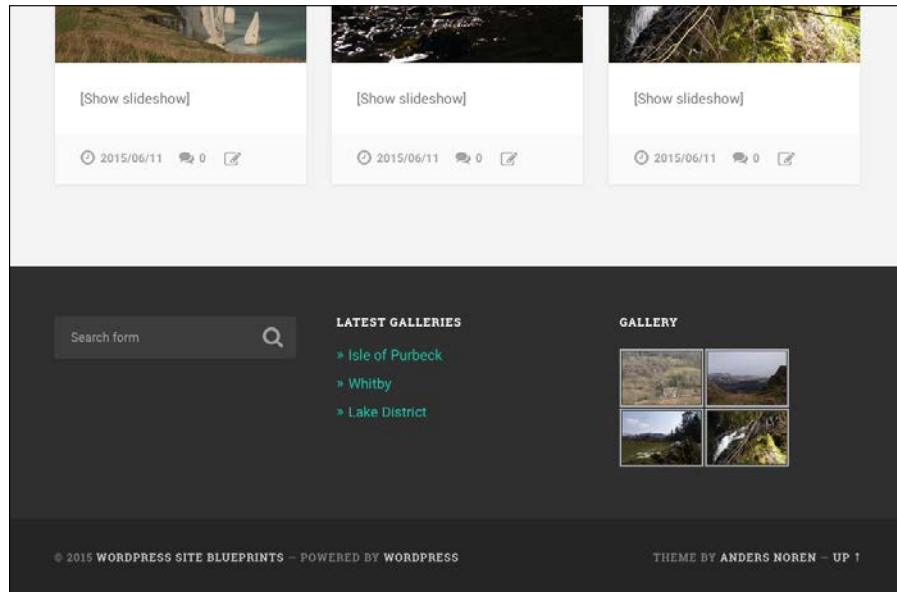 [Show slideshow] [Show slideshow] [Show slideshow]
2015/06/11 0 2015/06/11 0 2015/06/11 0
Search form
LATEST GALLERIES
» Isle of Purbeck
» Whitby
» Lake District
GALLERY
© 2015 WORDPRESS SITE BLUEPRINTS — POWERED BY WORDPRESS
THEME BY ANDERS NOREN — UP ↑